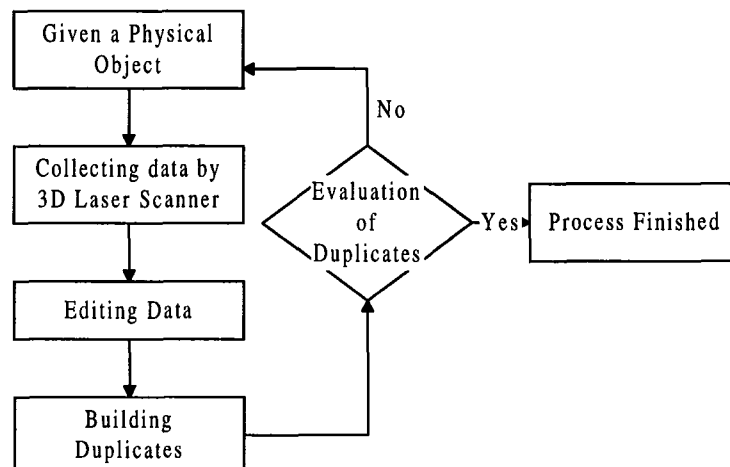 Given a Physical
Object
No
Collecting data by
3D Laser Scanner
Evaluation
of
Duplicates
Yes
Process Finished
Editing Data
Building
Duplicates